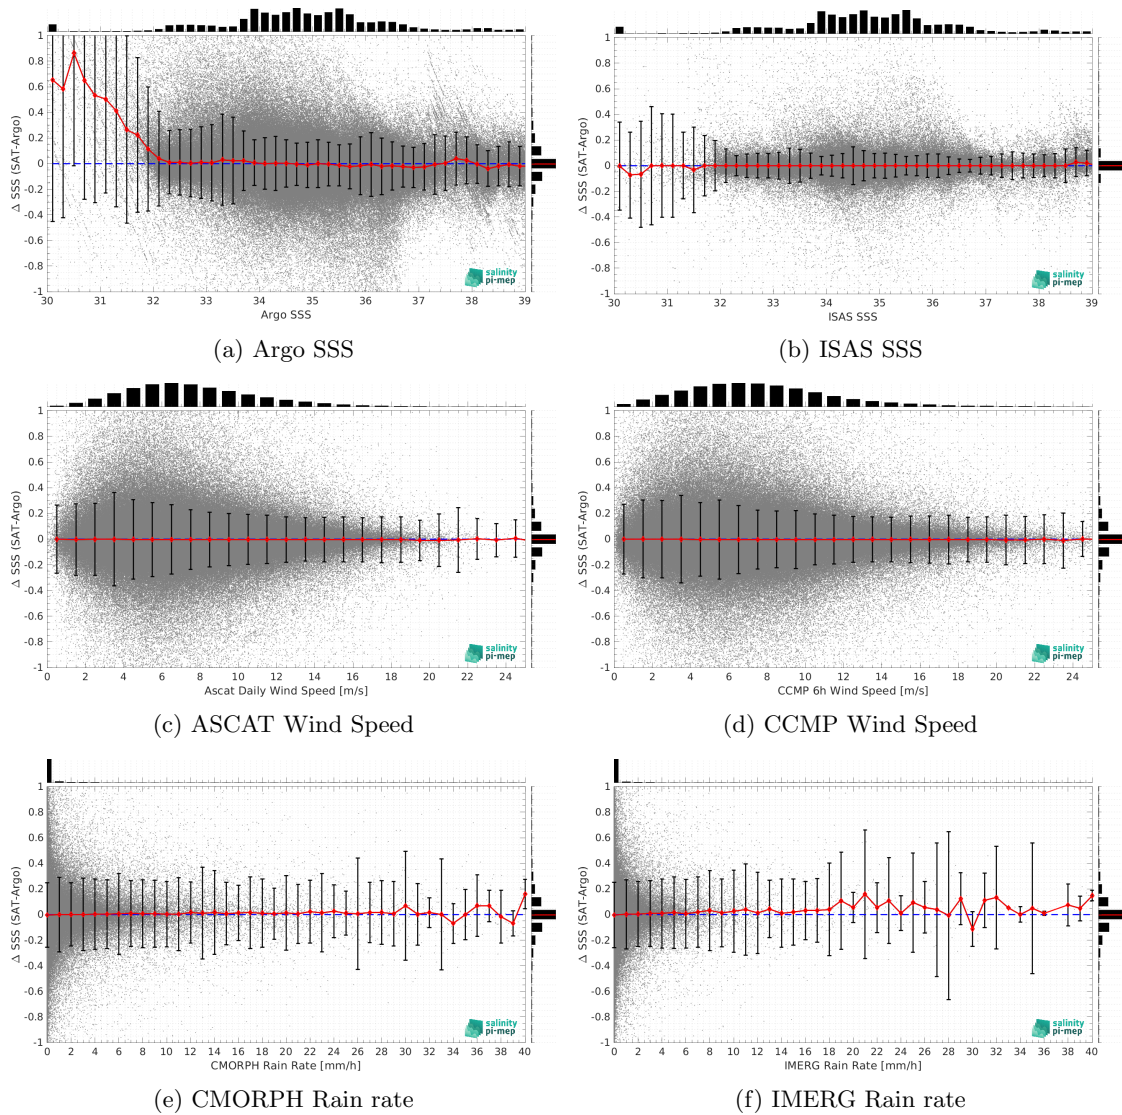 1
0.8
0.6
0.4
0.2
0
-0.2
-0.4
-0.6
-0.8
-1
Δ SSS (SAT-Argo)
30 31 32 33 34 35 36 37 38 39
Argo SSS
salinity
pi-mep
(a) Argo SSS
1
0.8
0.6
0.4
0.2
0
-0.2
-0.4
-0.6
-0.8
-1
Δ SSS (SAT-Argo)
30 31 32 33 34 35 36 37 38 39
ISAS SSS
salinity
pi-mep
(b) ISAS SSS
1
0.8
0.6
0.4
0.2
0
-0.2
-0.4
-0.6
-0.8
-1
Δ SSS (SAT-Argo)
0 2 4 6 8 10 12 14 16 18 20 22 24
Ascat Daily Wind Speed [m/s]
salinity
pi-mep
(c) ASCAT Wind Speed
1
0.8
0.6
0.4
0.2
0
-0.2
-0.4
-0.6
-0.8
-1
Δ SSS (SAT-Argo)
0 2 4 6 8 10 12 14 16 18 20 22 24
CCMP 6h Wind Speed [m/s]
salinity
pi-mep
(d) CCMP Wind Speed
1
0.8
0.6
0.4
0.2
0
-0.2
-0.4
-0.6
-0.8
-1
Δ SSS (SAT-Argo)
0 2 4 6 8 10 12 14 16 18 20 22 24 26 28 30 32 34 36 38 40
CMORPH Rain Rate [mm/h]
salinity
pi-mep
(e) CMORPH Rain rate
1
0.8
0.6
0.4
0.2
0
-0.2
-0.4
-0.6
-0.8
-1
Δ SSS (SAT-Argo)
0 2 4 6 8 10 12 14 16 18 20 22 24 26 28 30 32 34 36 38 40
IMERG Rain Rate [mm/h]
salinity
pi-mep
(f) IMERG Rain rate